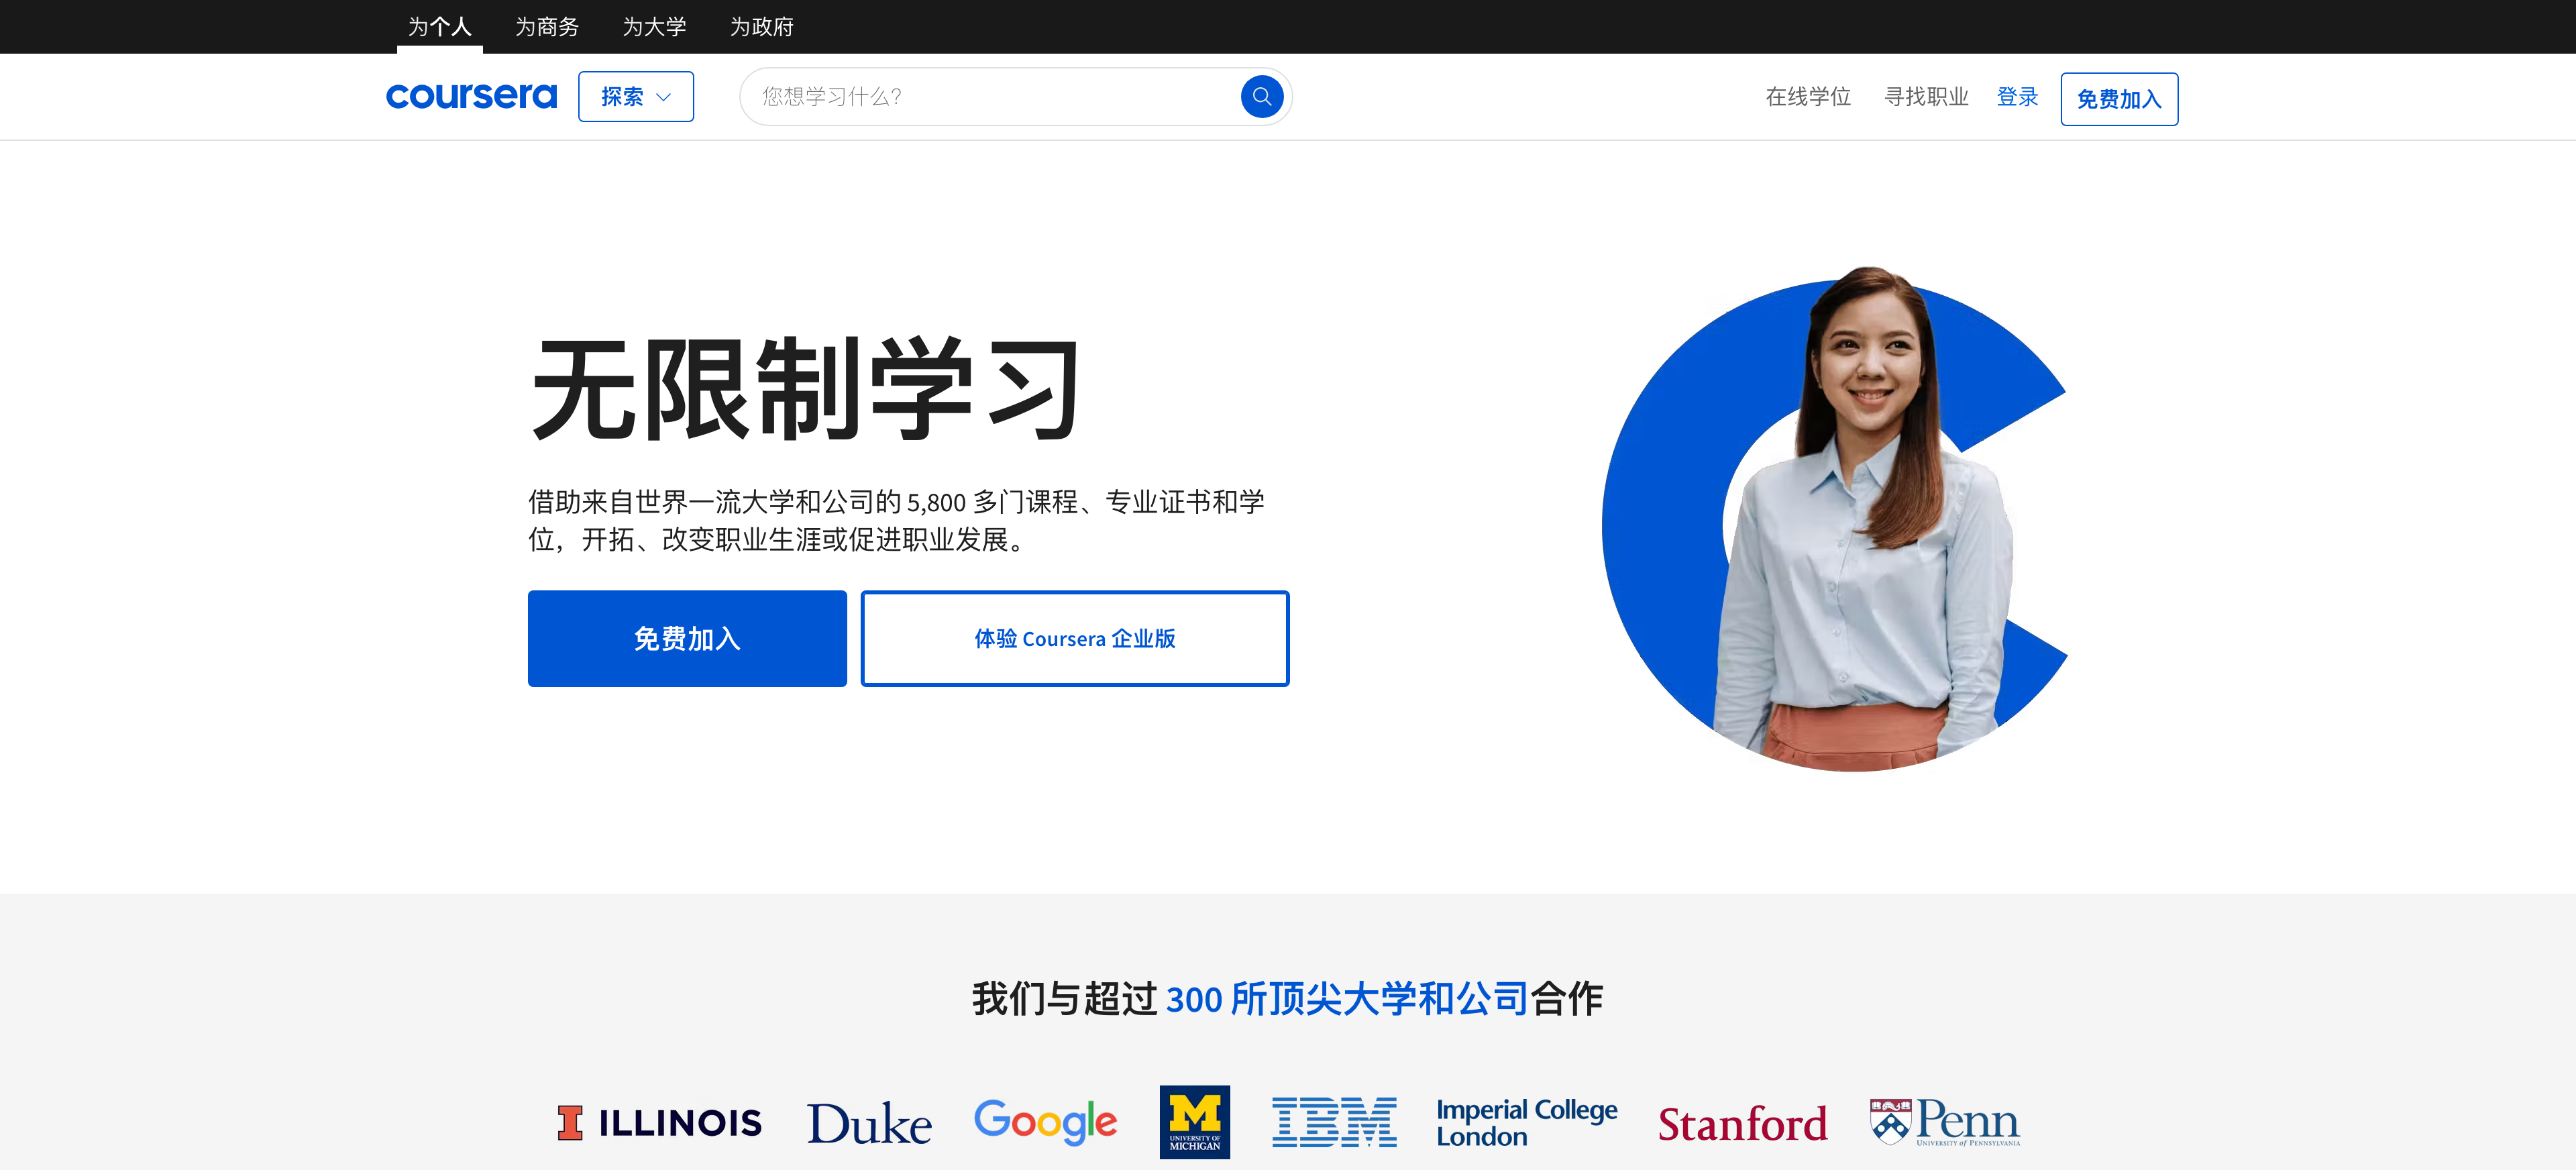 为个人 为商务 为大学 为政府
coursera 探索 您想学习什么? 在线学位 寻找职业 登录 免费加入
无限制学习
借助来自世界一流大学和公司的 5,800 多门课程、专业证书和学
位，开拓、改变职业生涯或促进职业发展。
免费加入 体验 Coursera 企业版
我们与超过 300 所顶尖大学和公司合作
I ILLINOIS Duke Google M UNIVERSITY OF MICHIGAN IBM Imperial College London Stanford Penn UNIVERSITY of PENNSYLVANIA